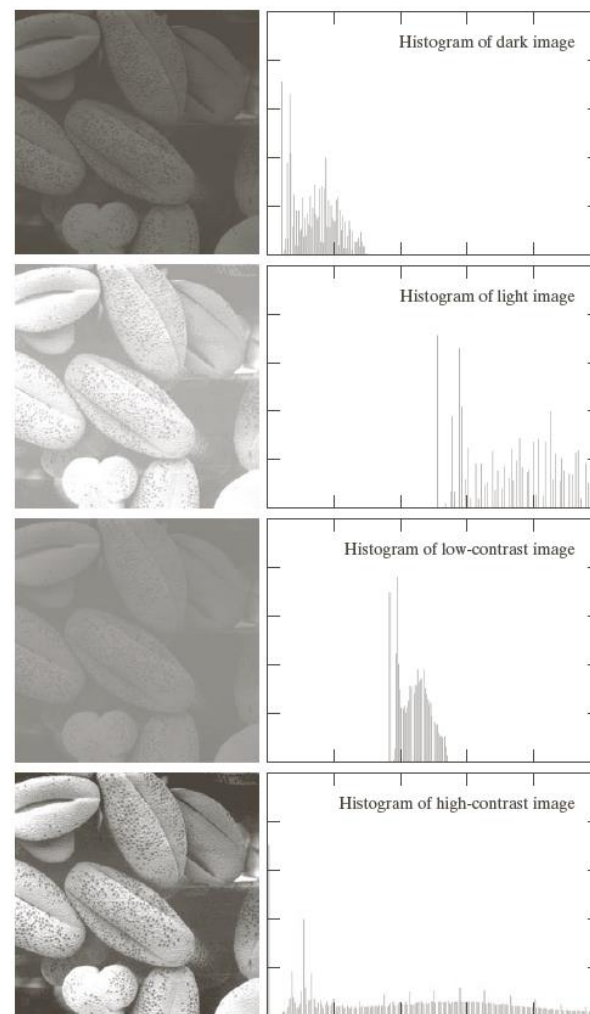 Histogram of dark image
Histogram of light image
Histogram of low-contrast image
Histogram of high-contrast image